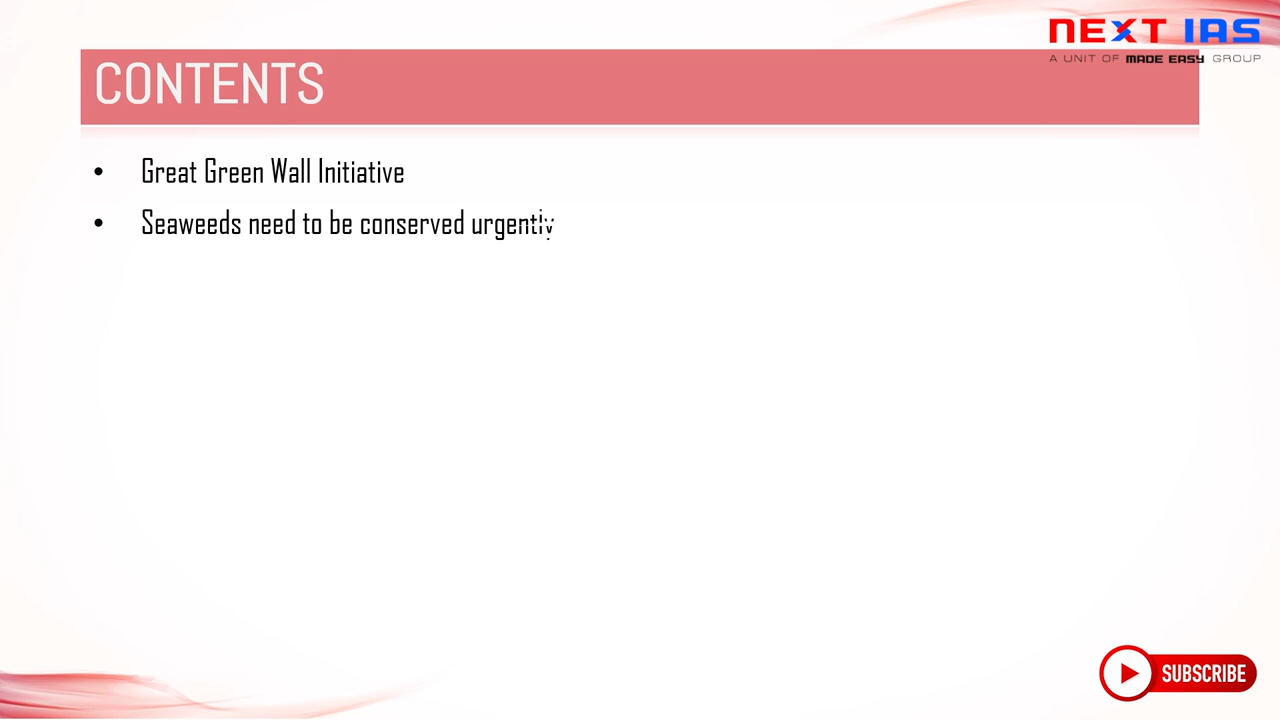 NEXT IAS
A UNIT OF MADE EASY GROUP
CONTENTS
• Great Green Wall Initiative
• Seaweeds need to be conserved urgently
SUBSCRIBE